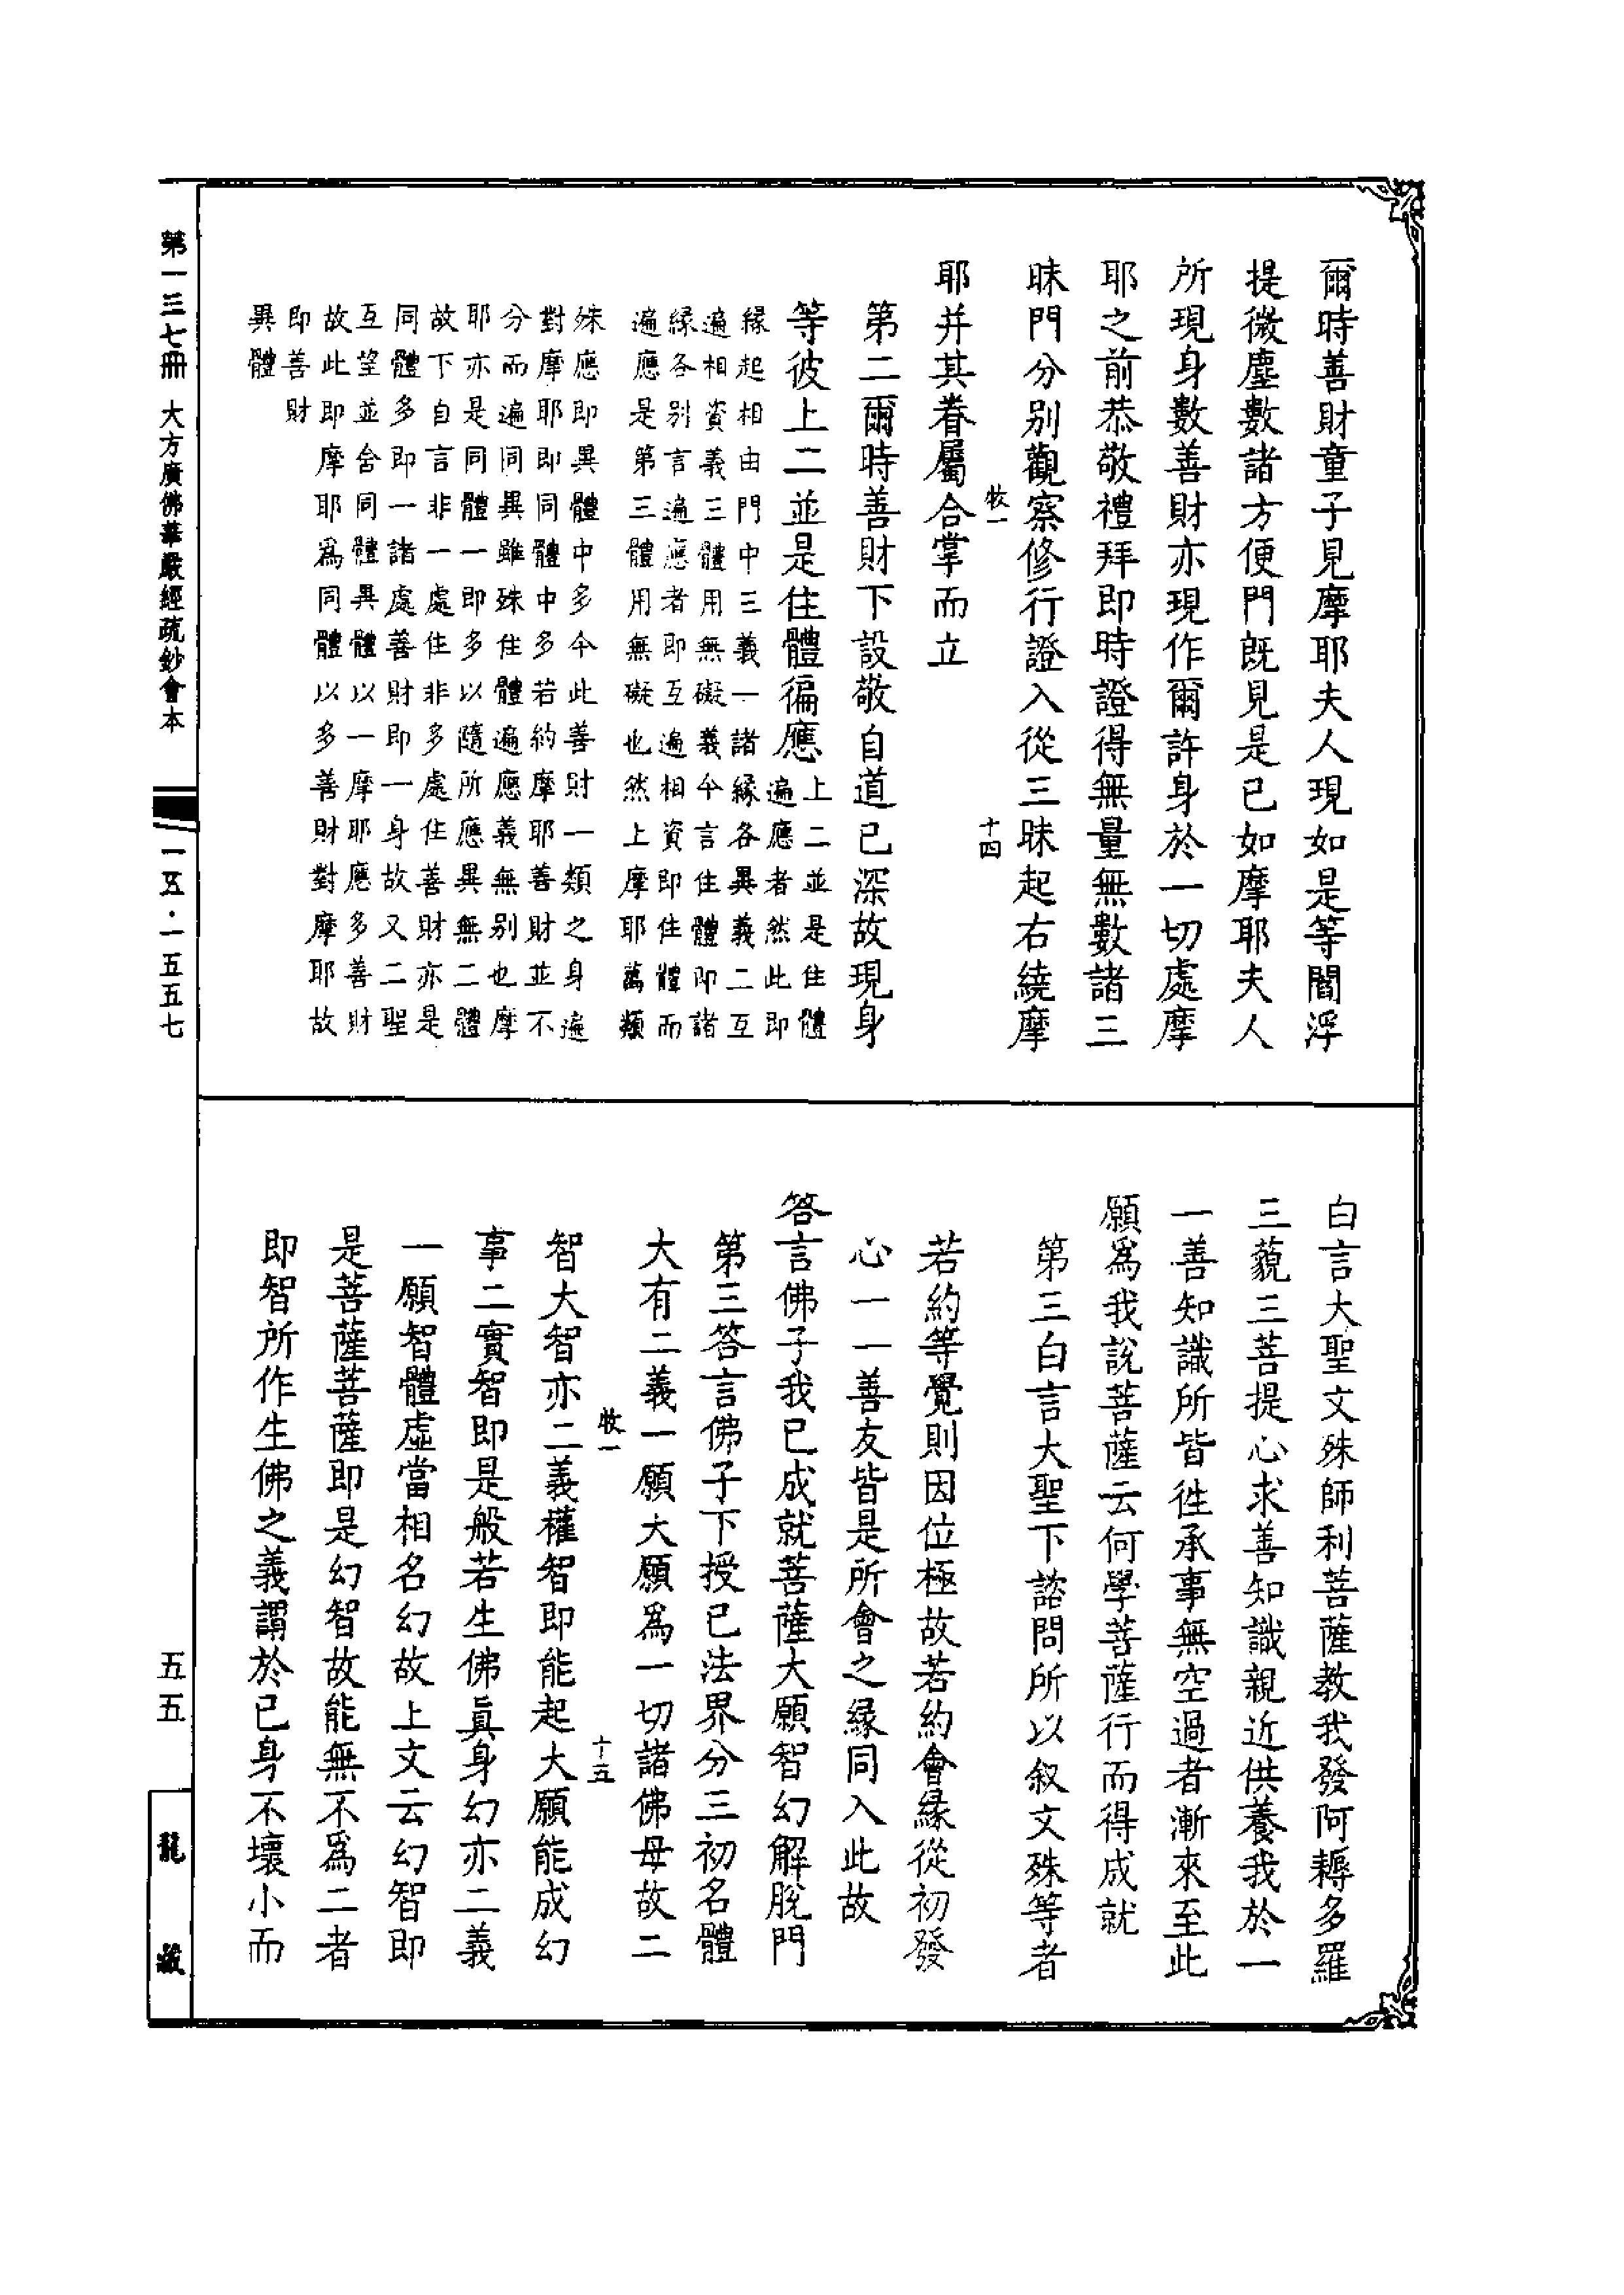 爾時善財童子見摩耶夫人現如是等閻浮
提微塵數諸方便門既見是已如摩耶夫人
所現身數善財亦現作爾許身於一切處摩
耶之前恭敬禮拜即時證得無量無數諸三
昧門分別觀察修行證入從三昧起右繞摩
牧一 十四
耶并其眷屬合掌而立
第二爾時善財下設敬自道已深故現身
等彼上二並是住體徧應上二並是住體
遍應者然此即
緣起相由門中三義一諸緣各異義二互
遍相資義三體用無礙義今言住體即諸
緣各別言遍應者即互遍相資即住體而
遍應是第三體用無礙也然上摩耶萬類
殊應即異體中多今此善財一類之身遍
對摩耶即同體中多若約摩耶善財並不
分而遍同異雖殊住體遍應義無別也摩
耶亦是同體一即多以隨所應異無二體
故下自言非一處住非多處住善財亦是
同體多即一諸處善財即一身故又二聖
互望並舍同體異體以一摩耶應多善財
故此即摩耶爲同體以多善財對摩耶故
即善財
異體
白言大聖文殊師利菩薩教我發阿耨多羅
三藐三菩提心求善知識親近供養我於一
一善知識所皆往承事無空過者漸來至此
願爲我說菩薩云何學菩薩行而得成就
第三白言大聖下諮問所以叙文殊等者
若約等覺則因位極故若約會緣從初發
心一一善友皆是所會之緣同入此故
答言佛子我已成就菩薩大願智幻解脫門
第三答言佛子下授已法界分三初名體
大有二義一願大願爲一切諸佛母故二
牧一 十五
智大智亦二義權智即能起大願能成幻
事二實智即是般若生佛眞身幻亦二義
一願智體虛當相名幻故上文云幻智即
是菩薩菩薩即是幻智故能無不爲二者
即智所作生佛之義謂於已身不壞小而
第一三七冊 大方廣佛華嚴經疏鈔會本
一五·一五五七
五五
龍藏